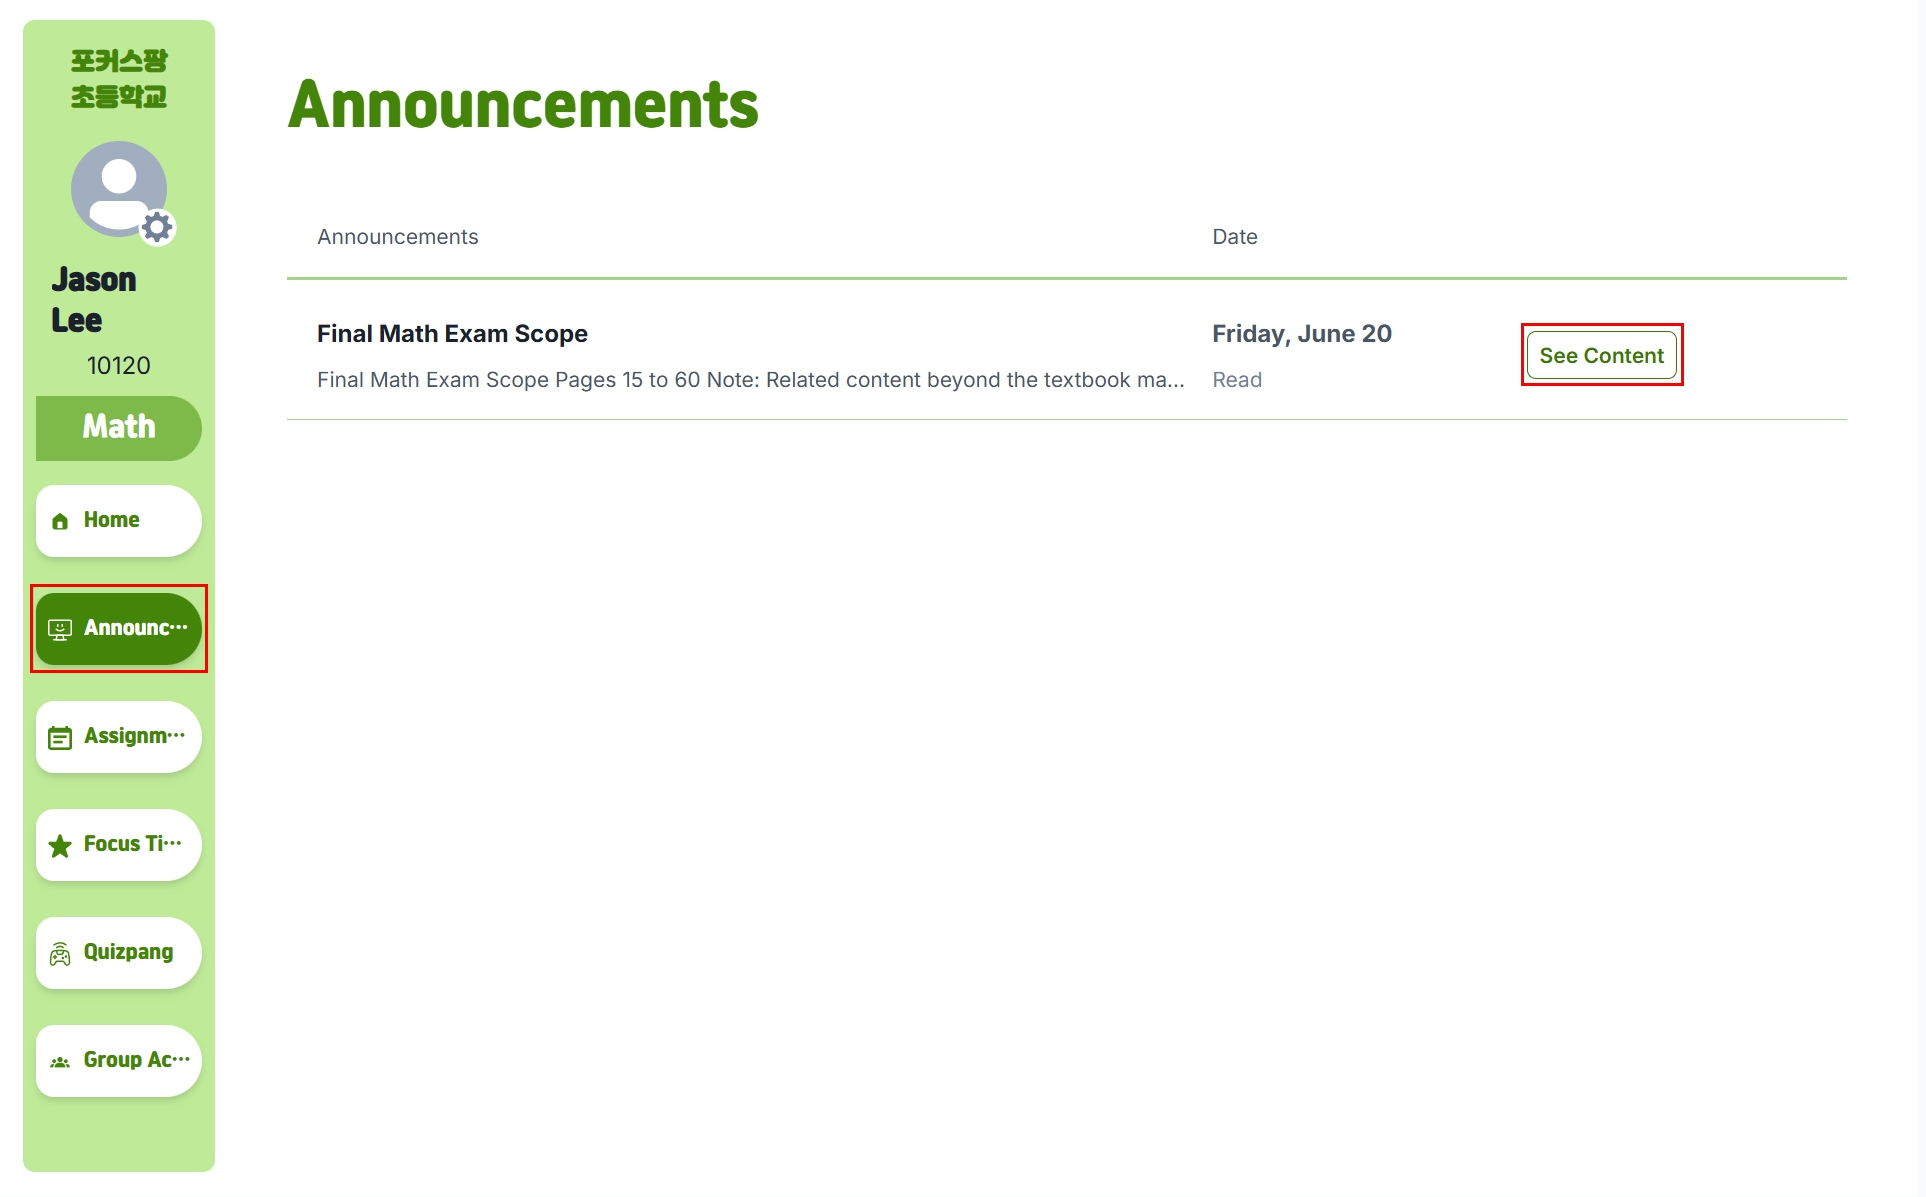 포커스팡
초등학교
Jason
Lee
10120
Math
Home
Announc···
Assignm···
Focus Ti···
Quizpang
Group Ac···
Announcements
Announcements Date
Final Math Exam Scope Friday, June 20 See Content
Final Math Exam Scope Pages 15 to 60 Note: Related content beyond the textbook ma... Read